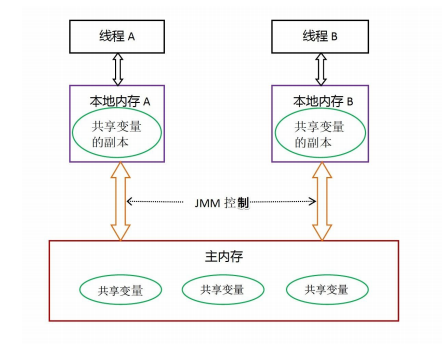 线程 A
线程 B
本地内存 A
本地内存 B
共享变量
的副本
共享变量
的副本
JMM 控制
主内存
共享变量
共享变量
共享变量